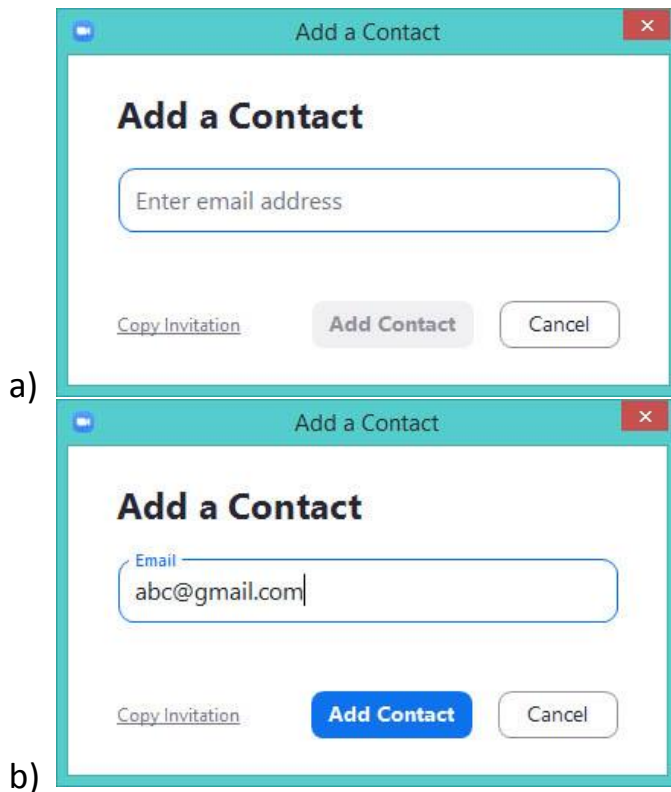 Add a Contact
Add a Contact
Enter email address
Copy Invitation Add Contact Cancel
a)
Add a Contact
Add a Contact
Email
abc@gmail.com
Copy Invitation Add Contact Cancel
b)